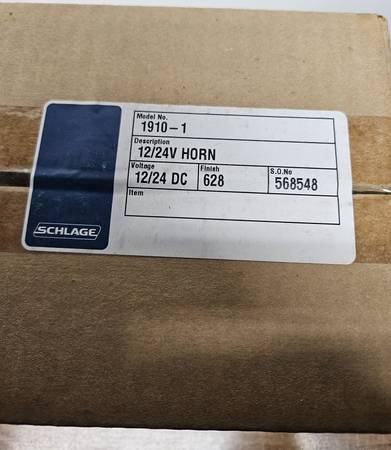 Model No.
1910-1
Description
12/24V HORN
Voltage Finish S.O.No
12/24 DC 628 568548
Item
SCHLAGE